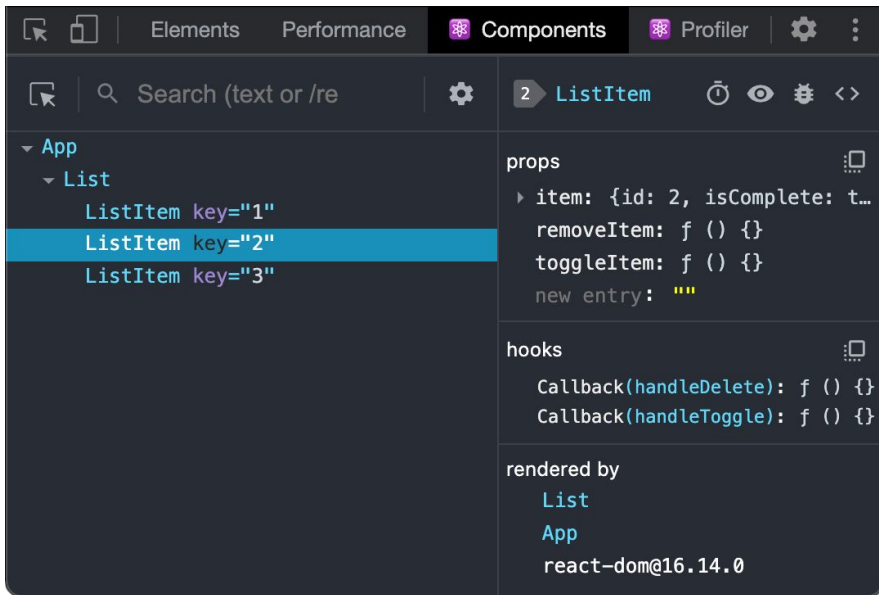 Elements Performance Components Profiler
Search (text or /re
2 ListItem
App
List
ListItem key="1"
ListItem key="2"
ListItem key="3"
props
item: {id: 2, isComplete: t…
removeItem: ƒ () {}
toggleItem: ƒ () {}
new entry: ""
hooks
Callback(handleDelete): ƒ () {}
Callback(handleToggle): ƒ () {}
rendered by
List
App
react-dom@16.14.0